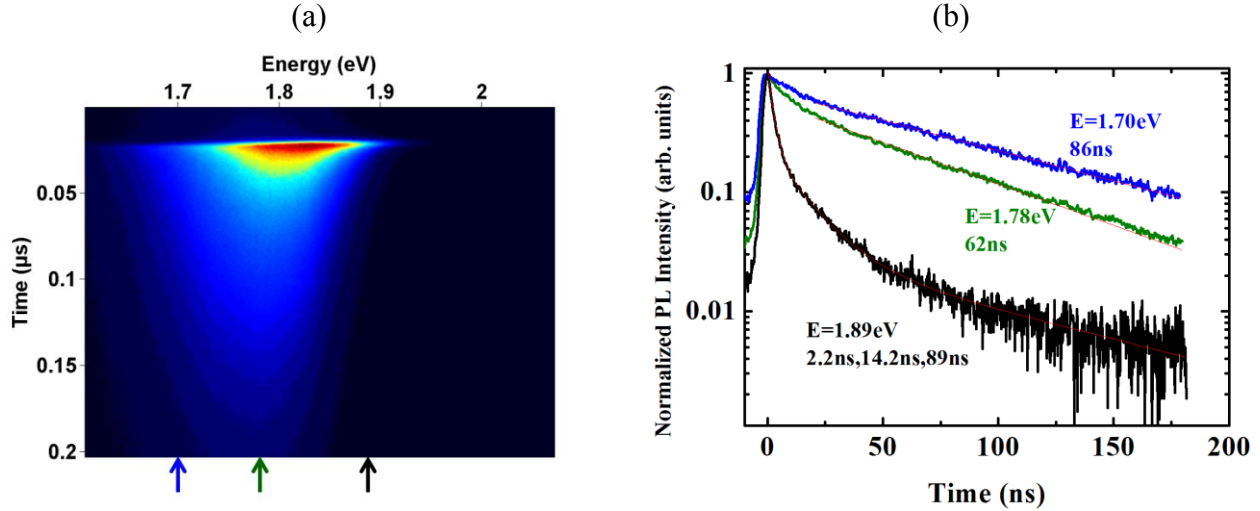 (a)
Energy (eV)
1.7 1.8 1.9 2
Time (μs)
0.05
0.1
0.15
0.2
(b)
Normalized PL Intensity (arb. units)
1
0.1
0.01
E=1.70eV
86ns
E=1.78eV
62ns
E=1.89eV
2.2ns,14.2ns,89ns
0 50 100 150 200
Time (ns)